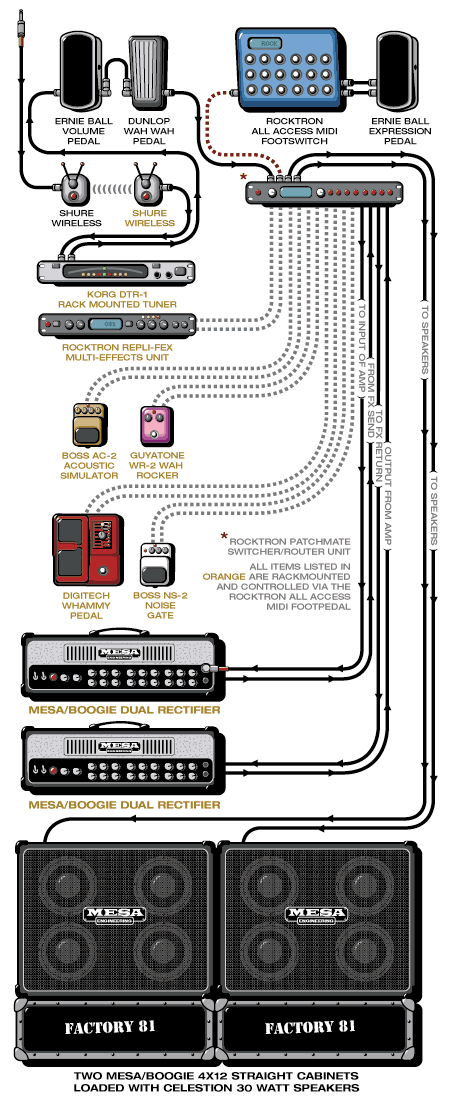 ROCK
ERNIE BALL
VOLUME
PEDAL
DUNLOP
WAH WAH
PEDAL
ROCKTRON
ALL ACCESS MIDI
FOOTSWITCH
ERNIE BALL
EXPRESSION
PEDAL
*
SHURE
WIRELESS
SHURE
WIRELESS
KORG DTR-1
RACK MOUNTED TUNER
ROCKTRON REPLI-FEX
MULTI-EFFECTS UNIT
TO INPUT OF AMP
FROM FX SEND
TO FX RETURN
OUTPUT FROM AMP
TO SPEAKERS
TO SPEAKERS
BOSS AC-2
ACOUSTIC
SIMULATOR
GUYATONE
WR-2 WAH
ROCKER
DIGITECH
WHAMMY
PEDAL
BOSS NS-2
NOISE
GATE
*ROCKTRON PATCHMATE
SWITCHER/ROUTER UNIT
ALL ITEMS LISTED IN
ORANGE ARE RACKMOUNTED
AND CONTROLLED VIA THE
ROCKTRON ALL ACCESS
MIDI FOOTPEDAL
MESA
ENGINEERING
MESA/BOOGIE DUAL RECTIFIER
MESA
ENGINEERING
MESA/BOOGIE DUAL RECTIFIER
MESA
ENGINEERING
MESA
ENGINEERING
FACTORY 81
FACTORY 81
TWO MESA/BOOGIE 4X12 STRAIGHT CABINETS
LOADED WITH CELESTION 30 WATT SPEAKERS